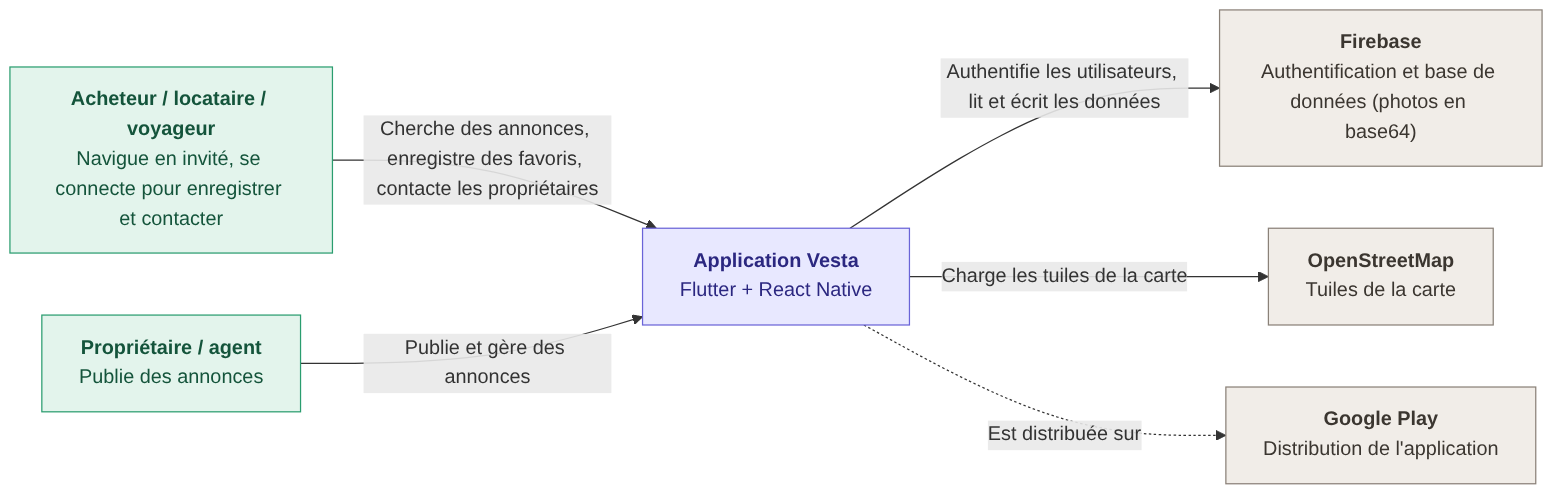 Acheteur / locataire /
voyageur
Navigue en invité, se
connecte pour enregistrer
et contacter
Propriétaire / agent
Publie des annonces
Cherche des annonces,
enregistre des favoris,
contacte les propriétaires
Publie et gère des
annonces
Application Vesta
Flutter + React Native
Authentifie les utilisateurs,
lit et écrit les données
Charge les tuiles de la carte
Est distribuée sur
Firebase
Authentification et base de
données (photos en
base64)
OpenStreetMap
Tuiles de la carte
Google Play
Distribution de l'application